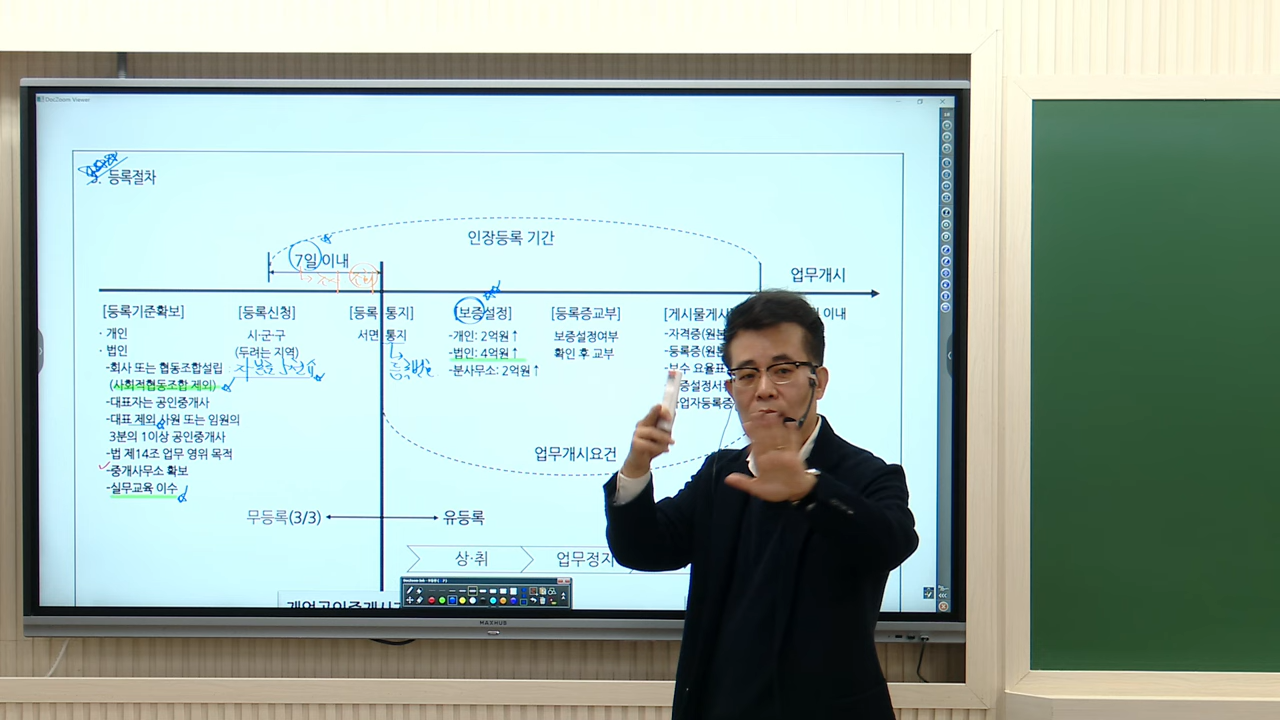 DocZoom Viewer
3. 등록절차
인장등록 기간
7일 이내
업무개시
[등록기준확보]
[등록신청]
[등록 통지]
[보증설정]
[등록증교부]
[게시물게시
이내
· 개인
시·군·구
서면 통지
-개인: 2억원↑
보증설정여부
-자격증(원본
· 법인
(두려는 지역)
-법인: 4억원↑
확인 후 교부
-등록증(원본
-회사 또는 협동조합설립
-분사무소: 2억원↑
-보수 요율표
(사회적협동조합 제외)
증설정서류
-대표자는 공인중개사
업자등록증
-대표 제외 사원 또는 임원의
3분의 1이상 공인중개사
-법 제14조 업무 영위 목적
업무개시요건
-중개사무소 확보
-실무교육 이수
무등록(3/3)
유등록
상·취
업무정지
MAXHUB